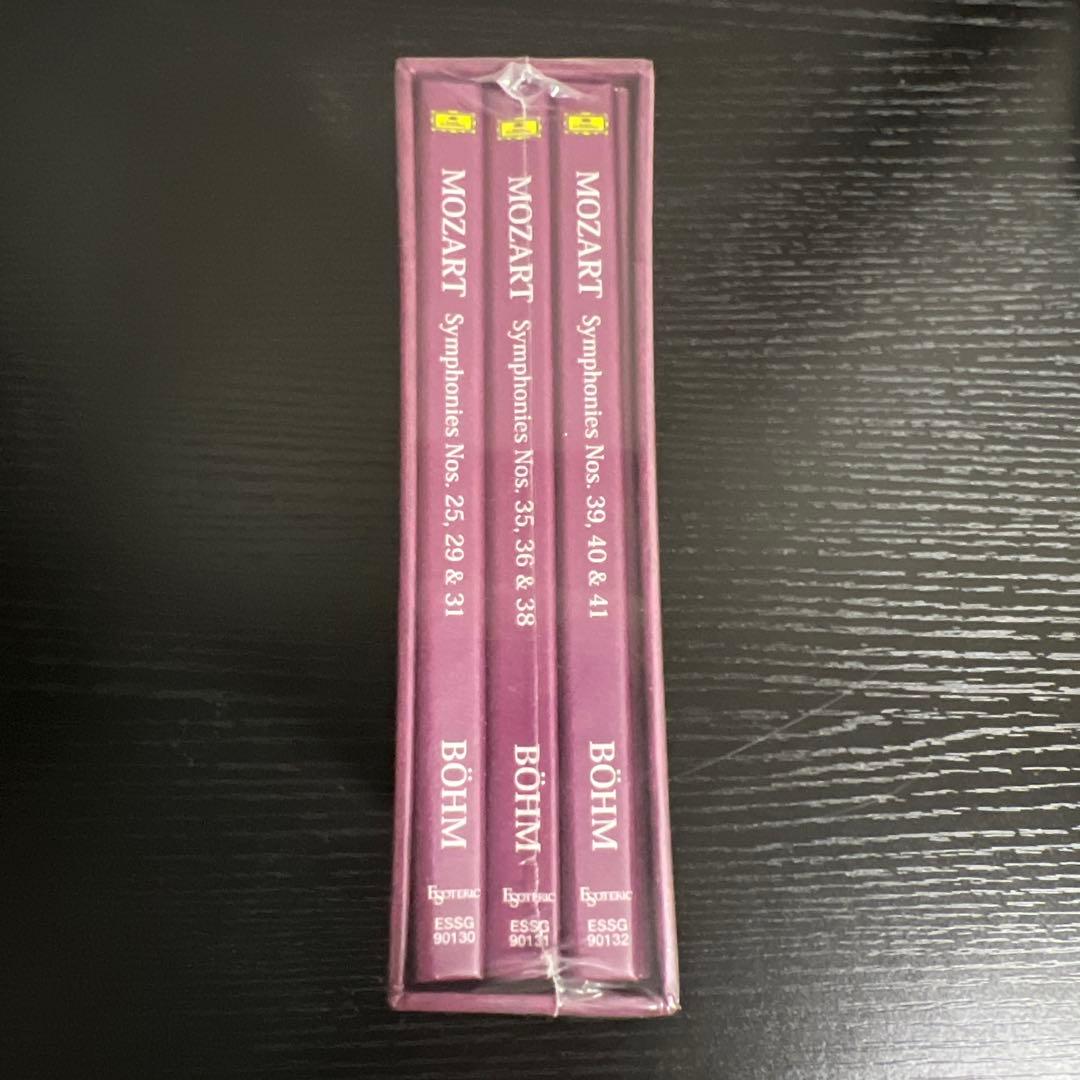 MOZART Symphonies Nos. 25, 29 & 31 BÖHM
ESOTERIC
ESSG
90130
MOZART Symphonies Nos. 35, 36 & 38 BÖHM
ESOTERIC
ESSG
90131
MOZART Symphonies Nos. 39, 40 & 41 BÖHM
ESOTERIC
ESSG
90132